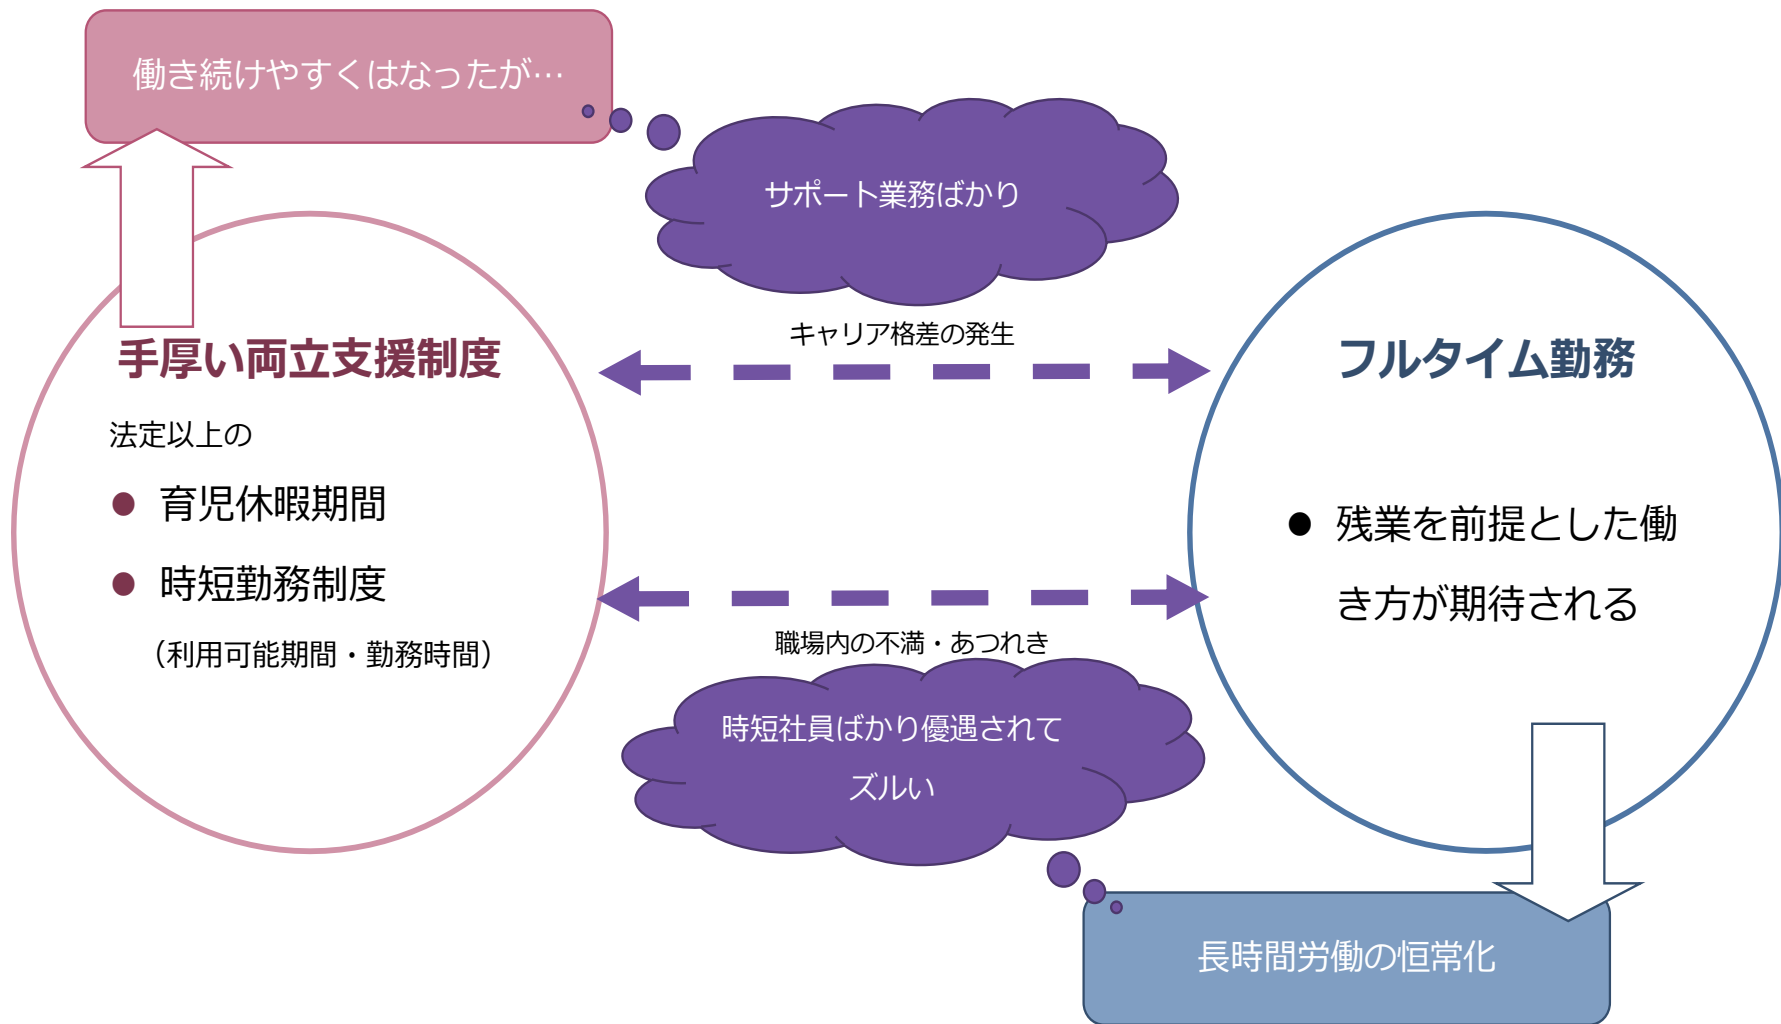 働き続けやすくはなったが…
サポート業務ばかり
キャリア格差の発生
手厚い両立支援制度
法定以上の
● 育児休暇期間
● 時短勤務制度
（利用可能期間・勤務時間）
フルタイム勤務
● 残業を前提とした働
き方が期待される
職場内の不満・あつれき
時短社員ばかり優遇されて
ズルい
長時間労働の恒常化